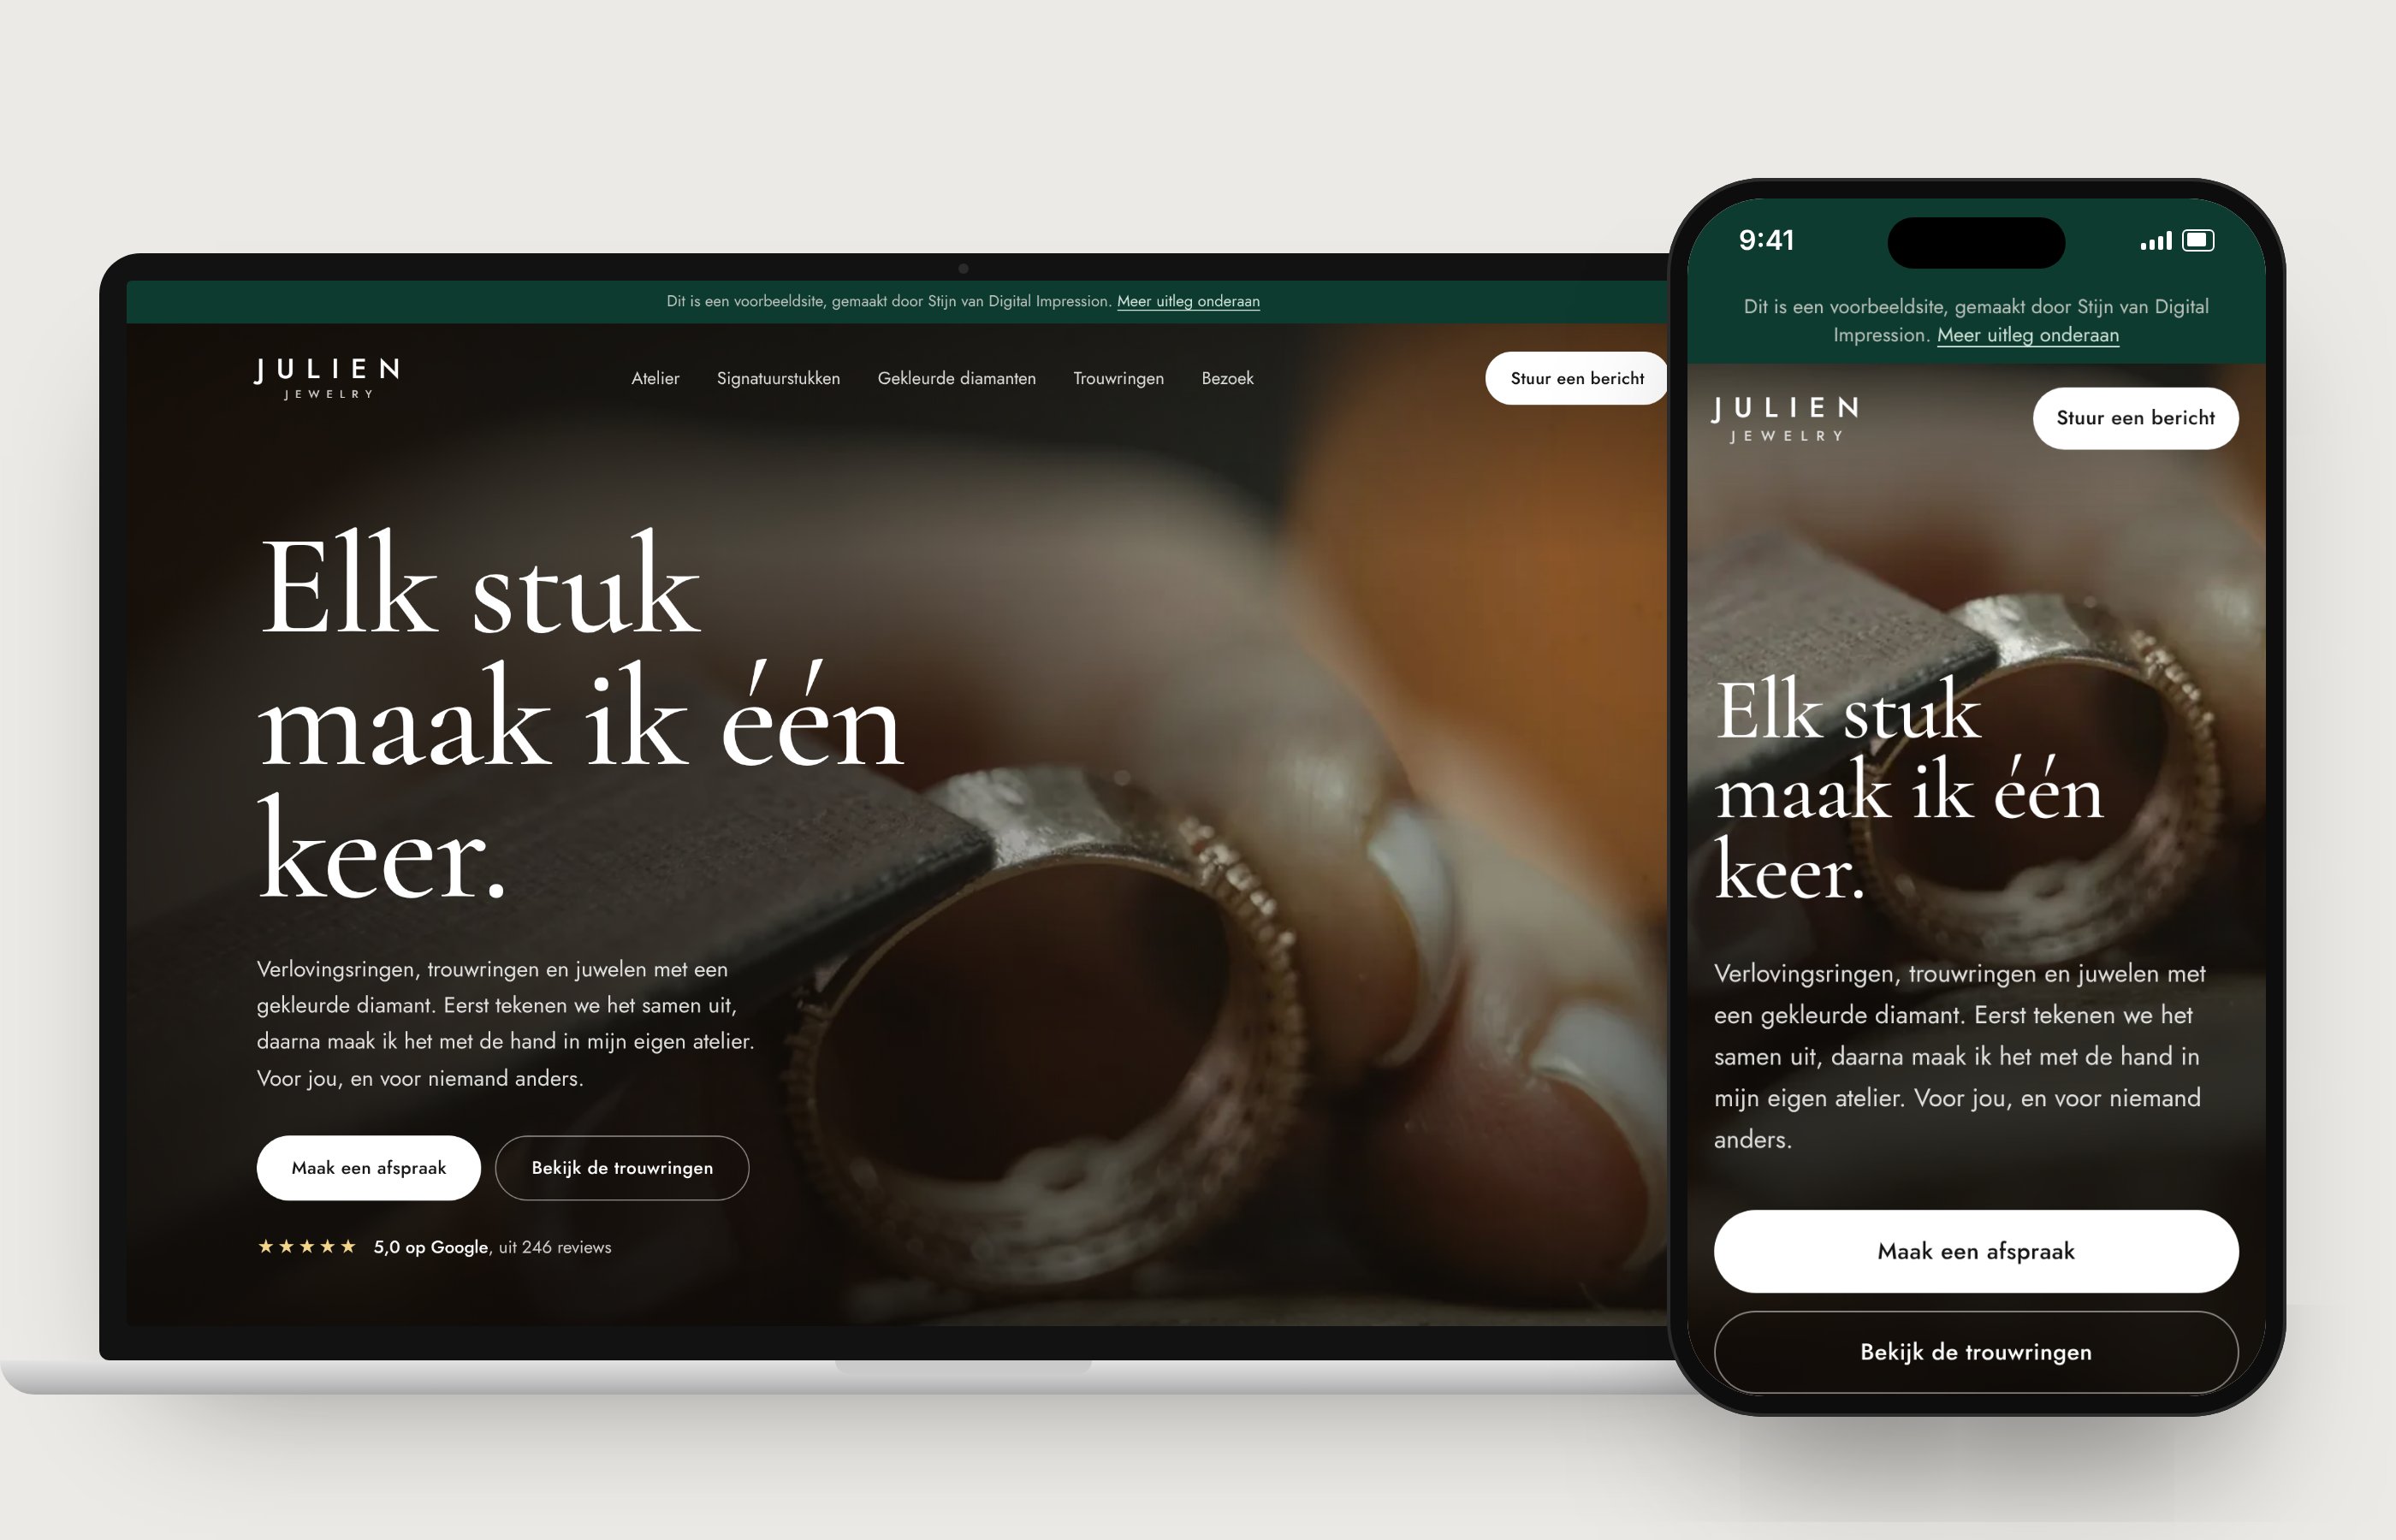 Dit is een voorbeeldsite, gemaakt door Stijn van Digital Impression. Meer uitleg onderaan
JULIEN
JEWELRY
Atelier Signatuurstukken Gekleurde diamanten Trouwringen Bezoek
Stuur een bericht
Elk stuk
maak ik één
keer.
Verlovingsringen, trouwringen en juwelen met een
gekleurde diamant. Eerst tekenen we het samen uit,
daarna maak ik het met de hand in mijn eigen atelier.
Voor jou, en voor niemand anders.
Maak een afspraak
Bekijk de trouwringen
★★★★★ 5,0 op Google, uit 246 reviews
9:41
Dit is een voorbeeldsite, gemaakt door Stijn van Digital
Impression. Meer uitleg onderaan
JULIEN
JEWELRY
Stuur een bericht
Elk stuk
maak ik één
keer.
Verlovingsringen, trouwringen en juwelen met
een gekleurde diamant. Eerst tekenen we het
samen uit, daarna maak ik het met de hand in
mijn eigen atelier. Voor jou, en voor niemand
anders.
Maak een afspraak
Bekijk de trouwringen